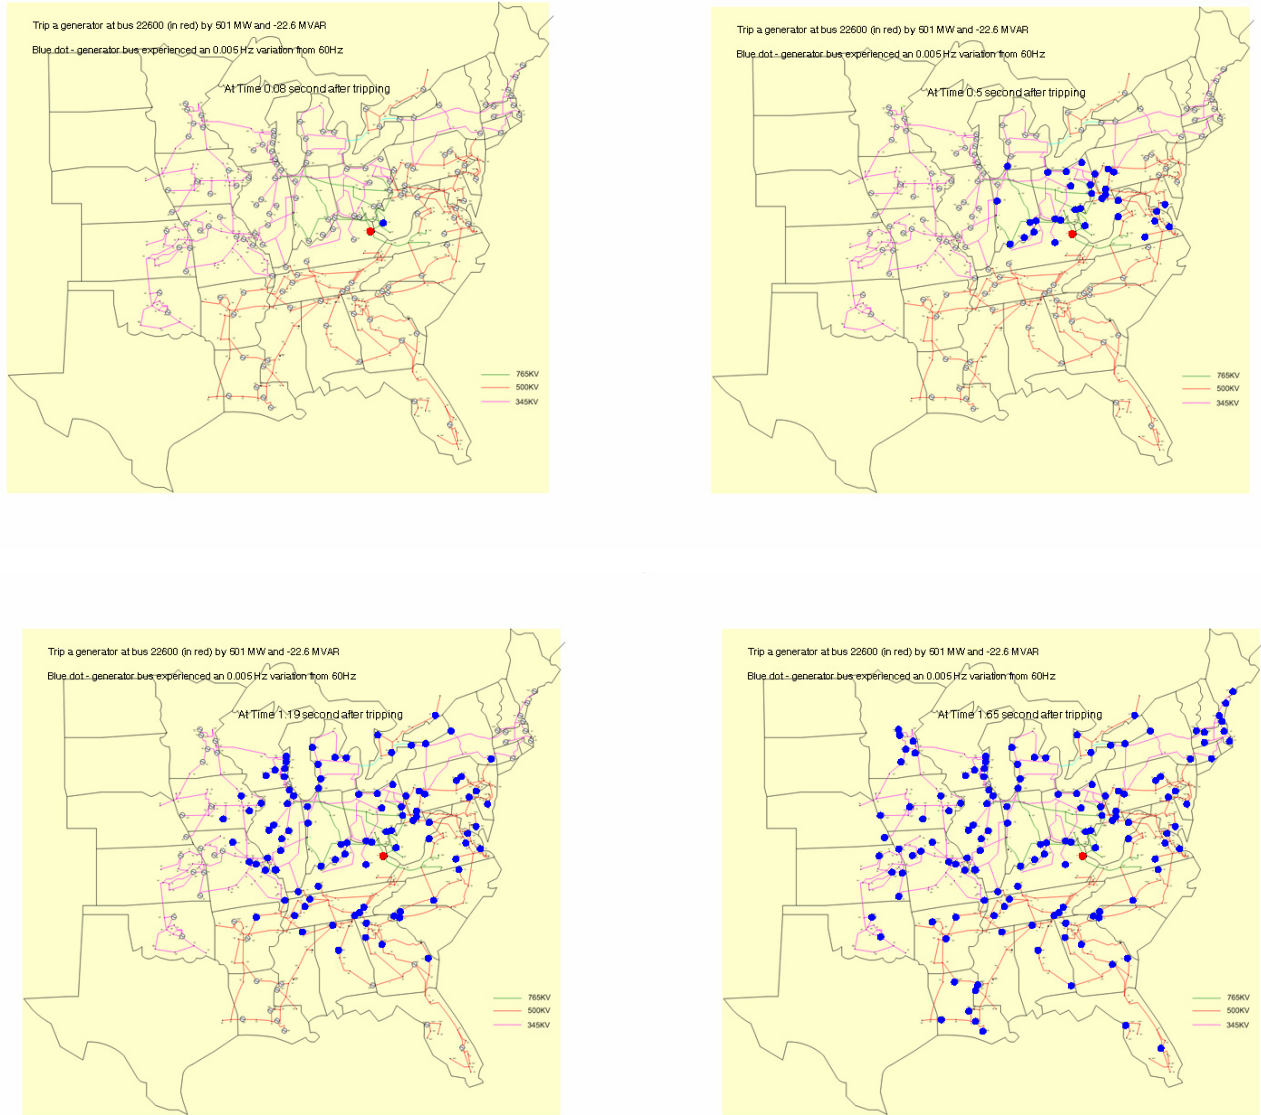 Trip a generator at bus 22600 (in red) by 601 MW and -22.6 MVAR
Blue dot - generator bus experienced an 0.005 Hz variation from 60Hz
At Time 0.08 second after tripping
765KV
500KV
345KV
Trip a generator at bus 22600 (in red) by 601 MW and -22.6 MVAR
Blue dot - generator bus experienced an 0.005 Hz variation from 60Hz
At Time 0.5 second after tripping
765KV
500KV
345KV
Trip a generator at bus 22600 (in red) by 601 MW and -22.6 MVAR
Blue dot - generator bus experienced an 0.005 Hz variation from 60Hz
At Time 1.19 second after tripping
765KV
500KV
345KV
Trip a generator at bus 22600 (in red) by 601 MW and -22.6 MVAR
Blue dot - generator bus experienced an 0.005 Hz variation from 60Hz
At Time 1.65 second after tripping
765KV
500KV
345KV